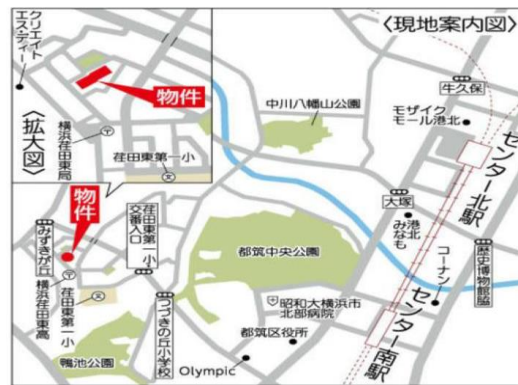 〈現地案内図〉
クリエイト
エス・ディー
物件
〈拡大図〉
横浜荏田東局
荏田東第一小
牛久保
モザイク
モール港北
中川八幡山公園
センター北駅
大塚
港北
みなも
歴史博物館脇
コーナン
センター南駅
都筑中央公園
昭和大横浜市
北部病院
都筑区役所
Olympic
物件
みずきが丘
荏田東第一小
交番入口
横浜荏田東局
荏田東第一小
つづきの丘小学校
鴨池公園